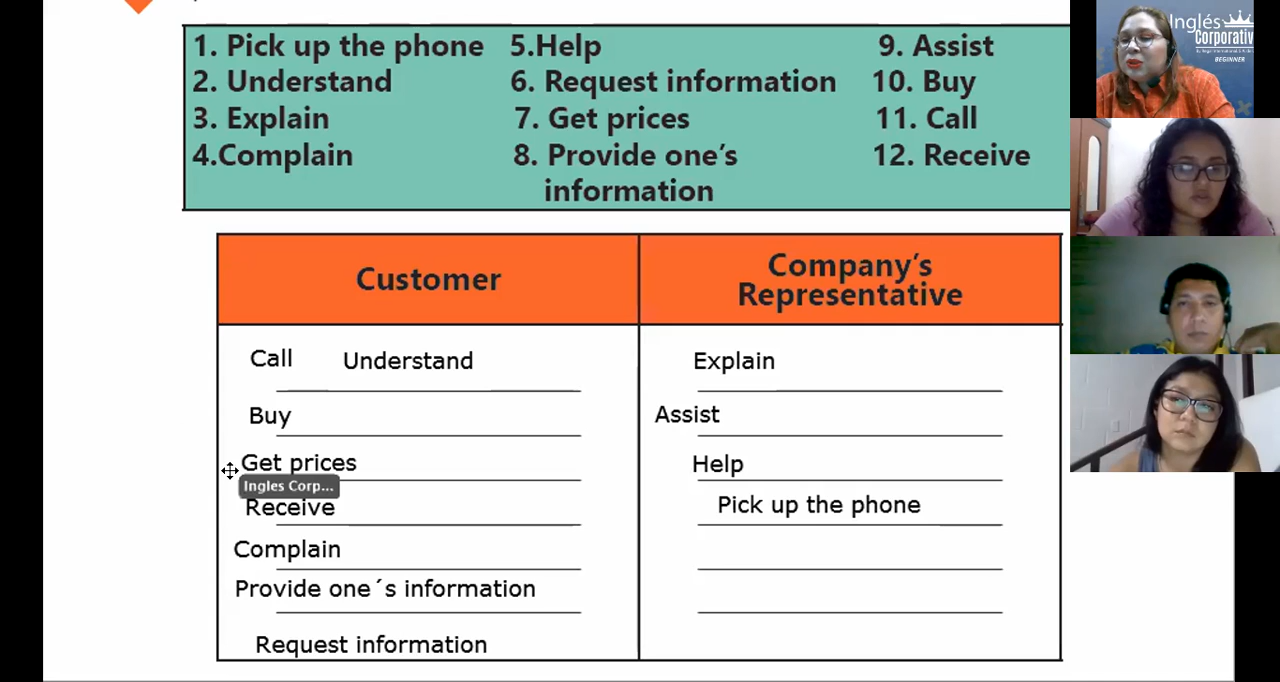 1. Pick up the phone 5.Help 9. Assist
2. Understand 6. Request information 10. Buy
3. Explain 7. Get prices 11. Call
4.Complain 8. Provide one’s 12. Receive
information
Customer
Company’s
Representative
Call Understand Explain
Buy Assist
Get prices Help
Ingles Corp...
Receive Pick up the phone
Complain
Provide one´s information
Request information
Inglés
Corporativ
BEGINNER